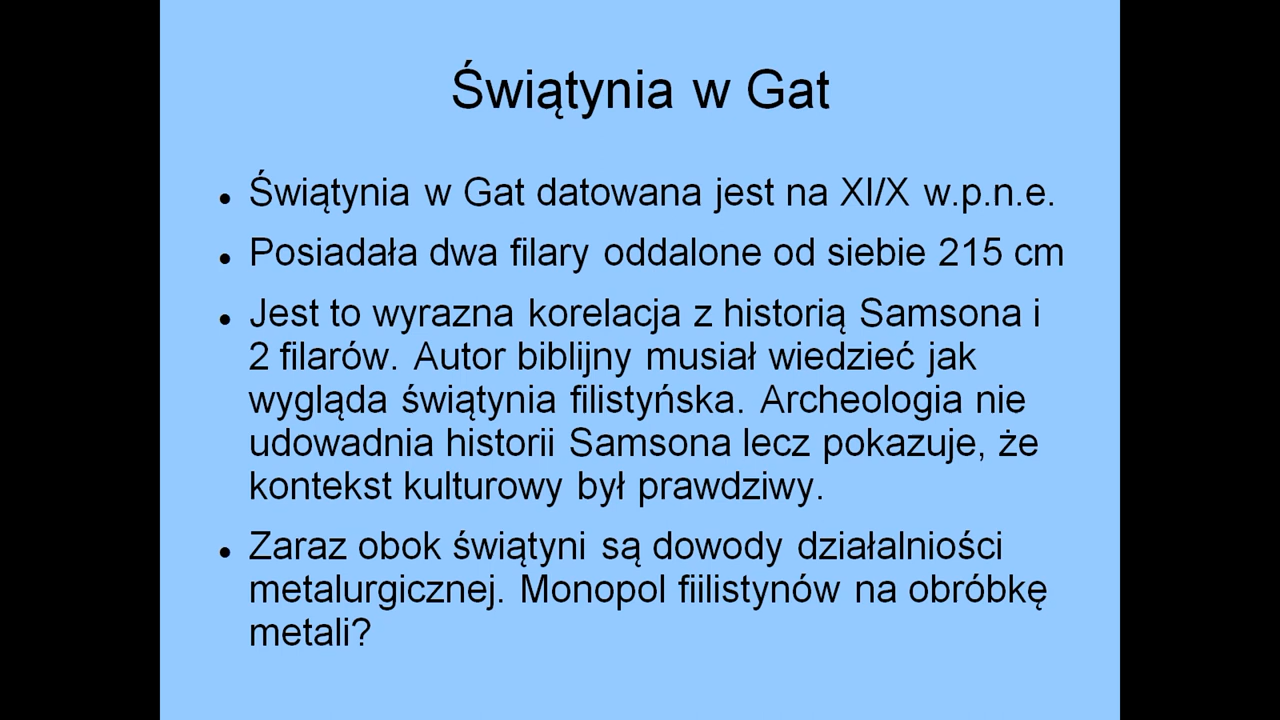 Świątynia w Gat
• Świątynia w Gat datowana jest na XI/X w.p.n.e.
• Posiadała dwa filary oddalone od siebie 215 cm
• Jest to wyrazna korelacja z historią Samsona i
2 filarów. Autor biblijny musiał wiedzieć jak
wygląda świątynia filistyńska. Archeologia nie
udowadnia historii Samsona lecz pokazuje, że
kontekst kulturowy był prawdziwy.
• Zaraz obok świątyni są dowody działalniości
metalurgicznej. Monopol fiilistynów na obróbkę
metali?